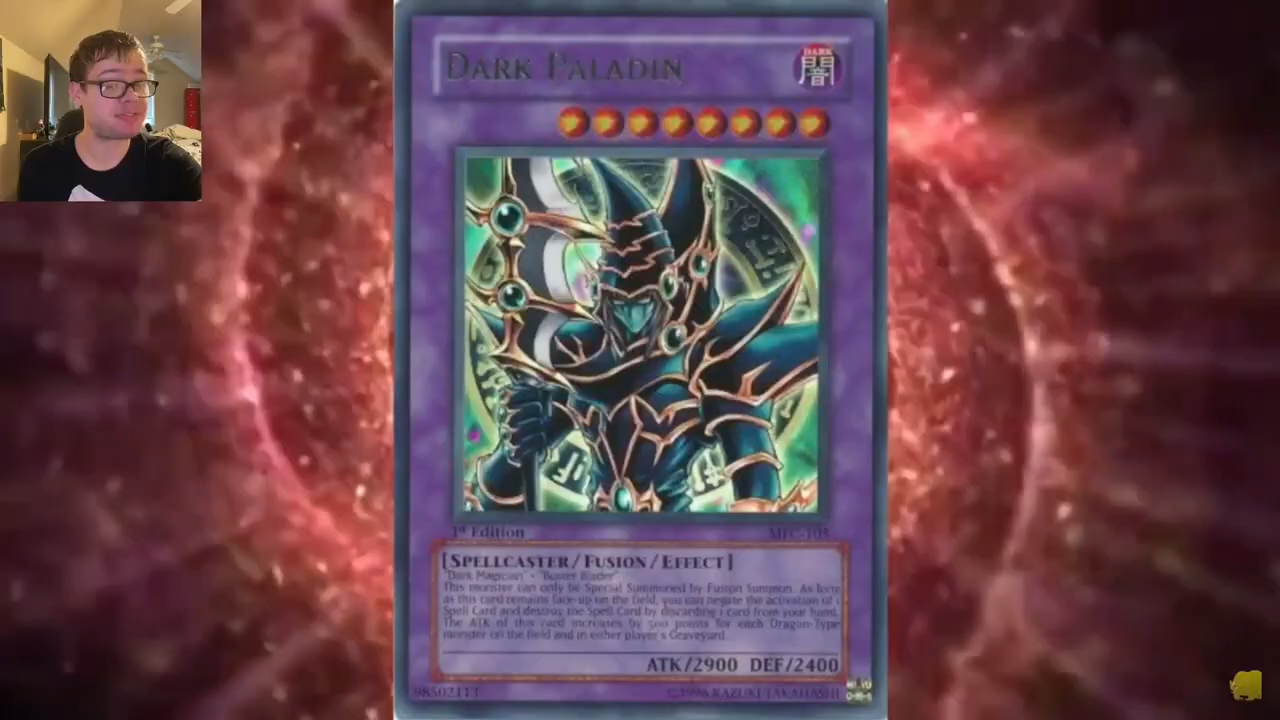 DARK PALADIN
DARK
闇
1st Edition
MFC-105
[SPELLCASTER/FUSION/EFFECT]
"Dark Magician" + "Buster Blader"
This monster can only be Special Summoned by Fusion Summon. As long
as this card remains face-up on the field, you can negate the activation of 1
Spell Card and destroy the Spell Card by discarding 1 card from your hand.
The ATK of this card increases by 500 points for each Dragon-Type
monster on the field and in either player's Graveyard.
ATK/2900 DEF/2400
98502113
©1996 KAZUKI TAKAHASHI